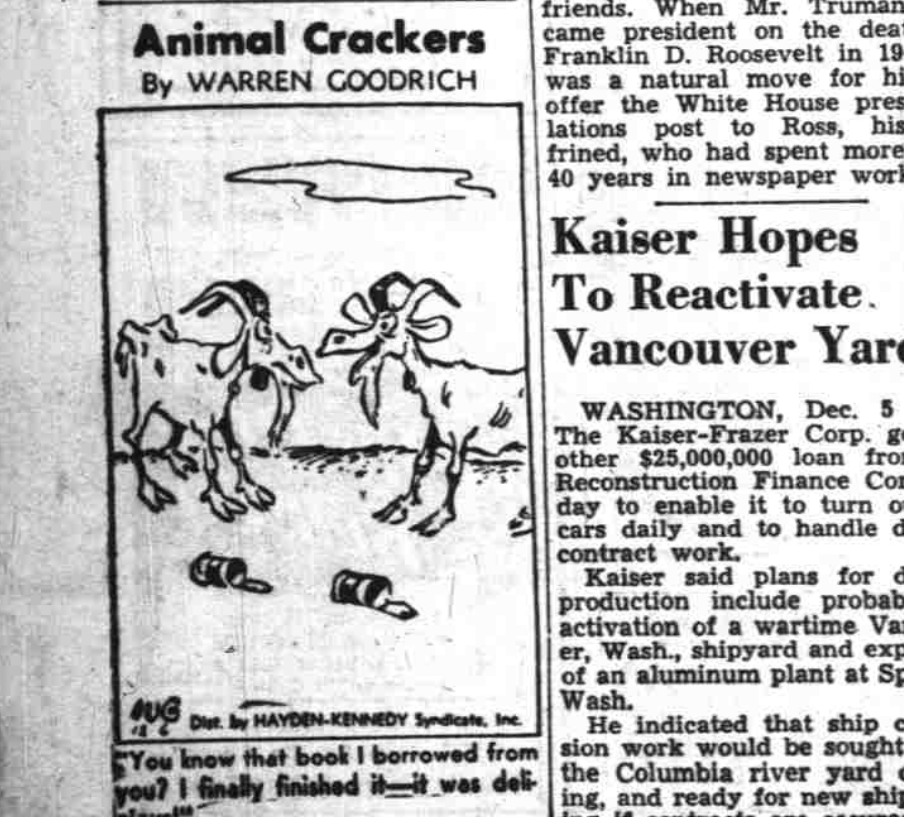 Animal Crackers
By WARREN GOODRICH
Dist. by HAYDEN-KENNEDY Syndicate, Inc.
"You know that book I borrowed from
you? I finally finished it—it was deli-
friends. When Mr. Truman
came president on the deat
Franklin D. Roosevelt in 19
was a natural move for hi
offer the White House pres
lations post to Ross, his
frined, who had spent more
40 years in newspaper work
Kaiser Hopes
To Reactivate
Vancouver Yard
WASHINGTON, Dec. 5
The Kaiser-Frazer Corp. g
other $25,000,000 loan fro
Reconstruction Finance Cor
day to enable it to turn o
cars daily and to handle d
contract work.
Kaiser said plans for d
production include probab
activation of a wartime Va
er, Wash., shipyard and exp
of an aluminum plant at Sp
Wash.
He indicated that ship c
sion work would be sought
the Columbia river yard
ing, and ready for new ship